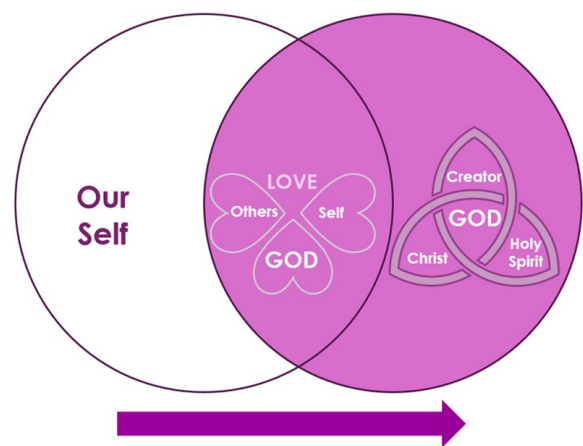 Our
Self
LOVE
Others
Self
GOD
Creator
GOD
Christ
Holy
Spirit